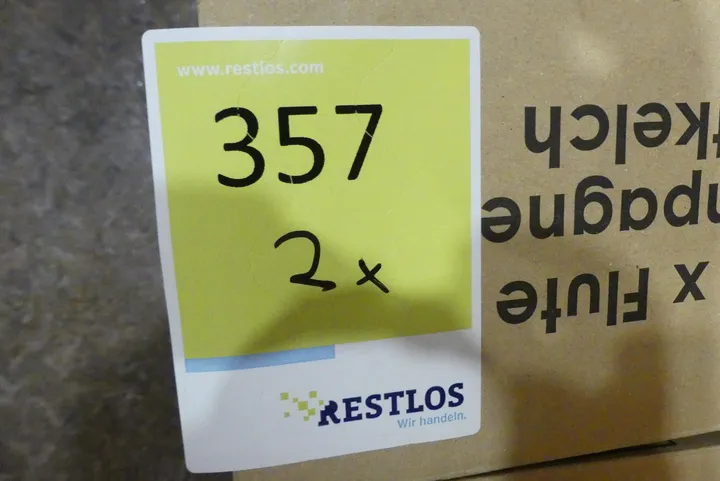 www.restlos.com
357
2x
RESTLOS
Wir handeln.
x Flute